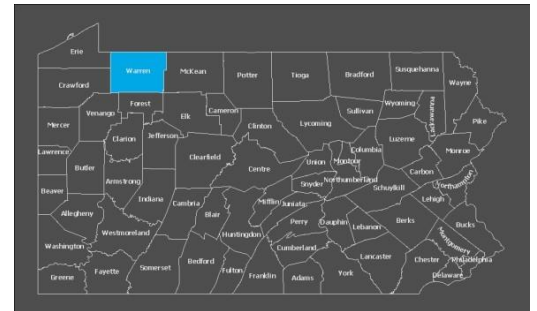 Erie
Warren
McKean
Potter
Tioga
Bradford
Susquehanna
Wayne
Crawford
Forest
Elk
Cameron
Sullivan
Wyoming
Lackawanna
Pike
Venango
Mercer
Clarion
Jefferson
Clinton
Lycoming
Luzerne
Monroe
Lawrence
Butler
Clearfield
Centre
Union
Montour
Columbia
Carbon
Northampton
Beaver
Armstrong
Indiana
Cambria
Blair
Mifflin
Juniata
Snyder
Northumberland
Schuylkill
Lehigh
Allegheny
Westmoreland
Huntingdon
Perry
Dauphin
Lebanon
Berks
Bucks
Montgomery
Washington
Somerset
Bedford
Fulton
Franklin
Cumberland
Adams
York
Lancaster
Chester
Delaware
Philadelphia
Greene
Fayette